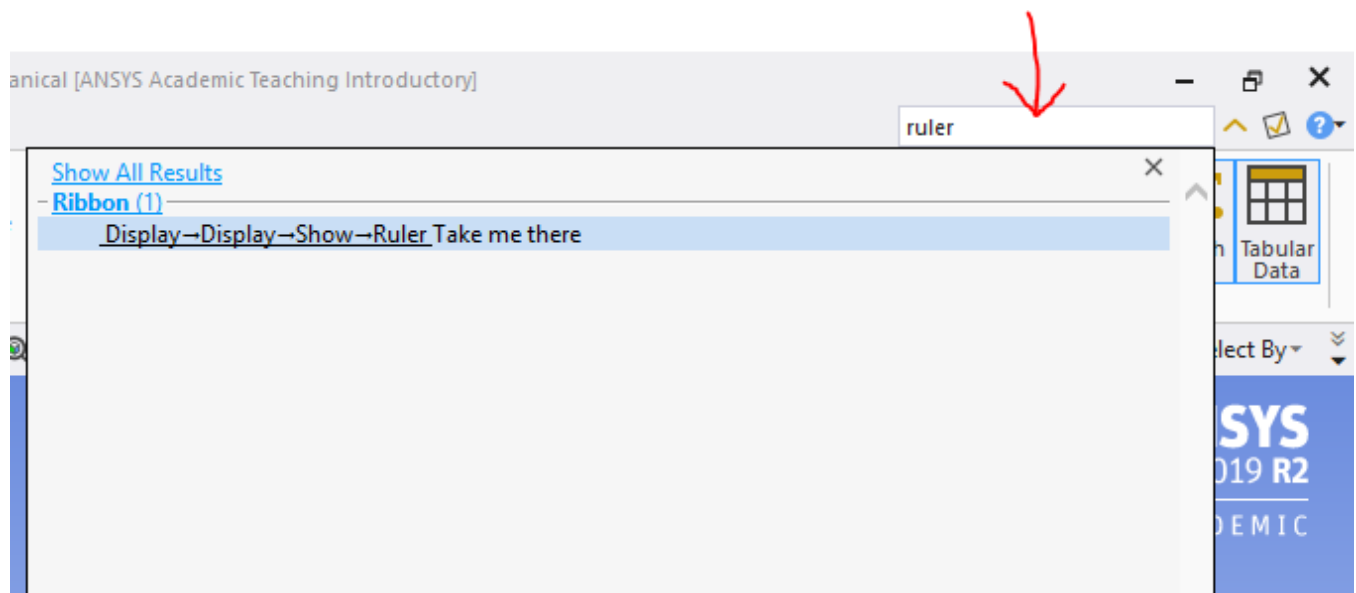 anical [ANSYS Academic Teaching Introductory]
ruler
Show All Results
Ribbon (1)
Display→Display→Show→Ruler Take me there
h Tabular
Data
lect By
SYS
019 R2
DEMIC